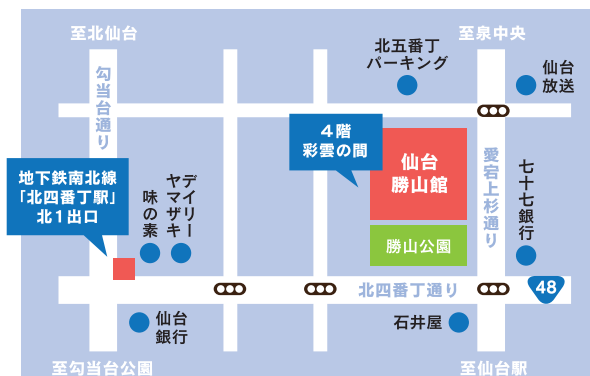 至北仙台
至泉中央
北五番丁
パーキング
仙台
放送
勾当台通り
4階
彩雲の間
仙台
勝山館
愛宕上杉通り
七十七銀行
地下鉄南北線
「北四番丁駅」
北1出口
味の素
デイリー
ヤマザキ
勝山公園
北四番丁通り
48
仙台
銀行
石井屋
至勾当台公園
至仙台駅